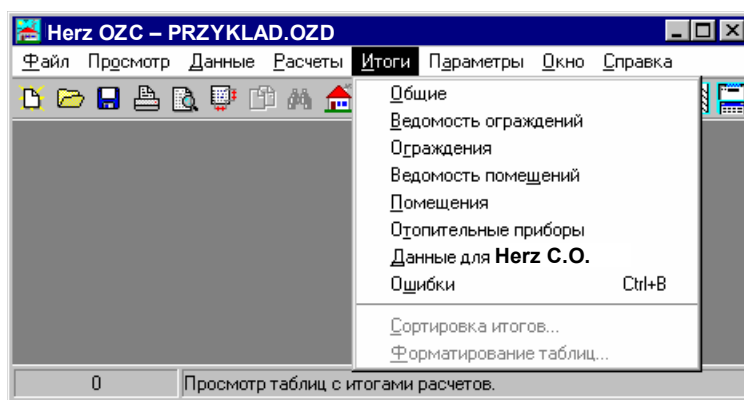 Herz OZC – PRZYKLAD.OZD
Файл Просмотр Данные Расчеты Итоги Параметры Окно Справка
Общие
Ведомость ограждений
Ограждения
Ведомость помещений
Помещения
Отопительные приборы
Данные для Herz C.O.
Ошибки Ctrl+B
Сортировка итогов...
Форматирование таблиц...
0 Просмотр таблиц с итогами расчетов.